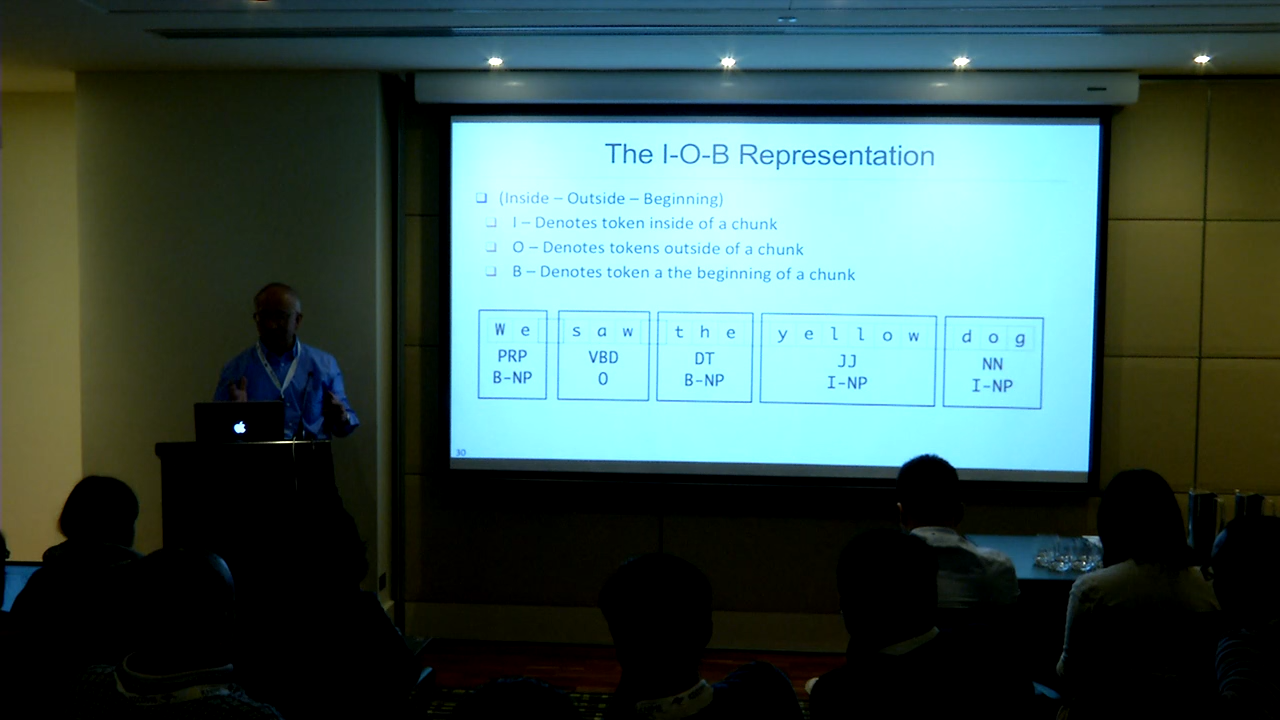 The I-O-B Representation
(Inside – Outside – Beginning)
I – Denotes token inside of a chunk
O – Denotes tokens outside of a chunk
B – Denotes token a the beginning of a chunk
We saw the yellow dog
PRP VBD DT JJ NN
B-NP O B-NP I-NP I-NP
30